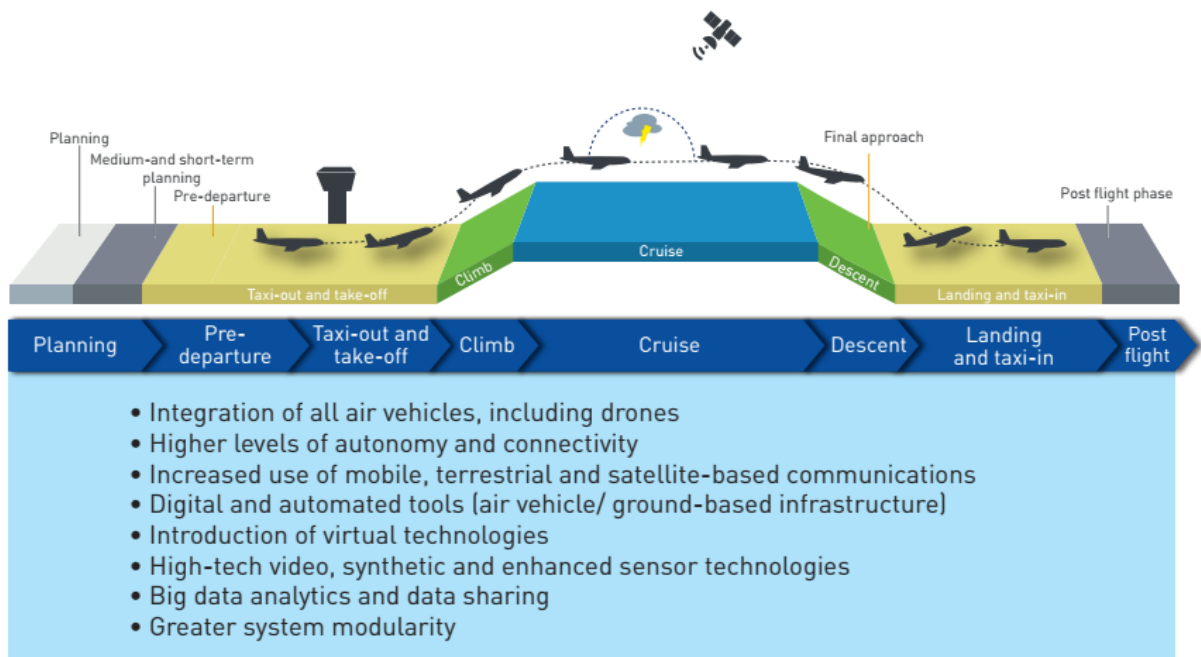 Planning
Medium-and short-term
planning
Pre-departure
Final approach
Post flight phase
Taxi-out and take-off
Climb
Cruise
Descent
Landing and taxi-in
Planning
Pre-
departure
Taxi-out and
take-off
Climb
Cruise
Descent
Landing
and taxi-in
Post
flight
• Integration of all air vehicles, including drones
• Higher levels of autonomy and connectivity
• Increased use of mobile, terrestrial and satellite-based communications
• Digital and automated tools (air vehicle/ ground-based infrastructure)
• Introduction of virtual technologies
• High-tech video, synthetic and enhanced sensor technologies
• Big data analytics and data sharing
• Greater system modularity